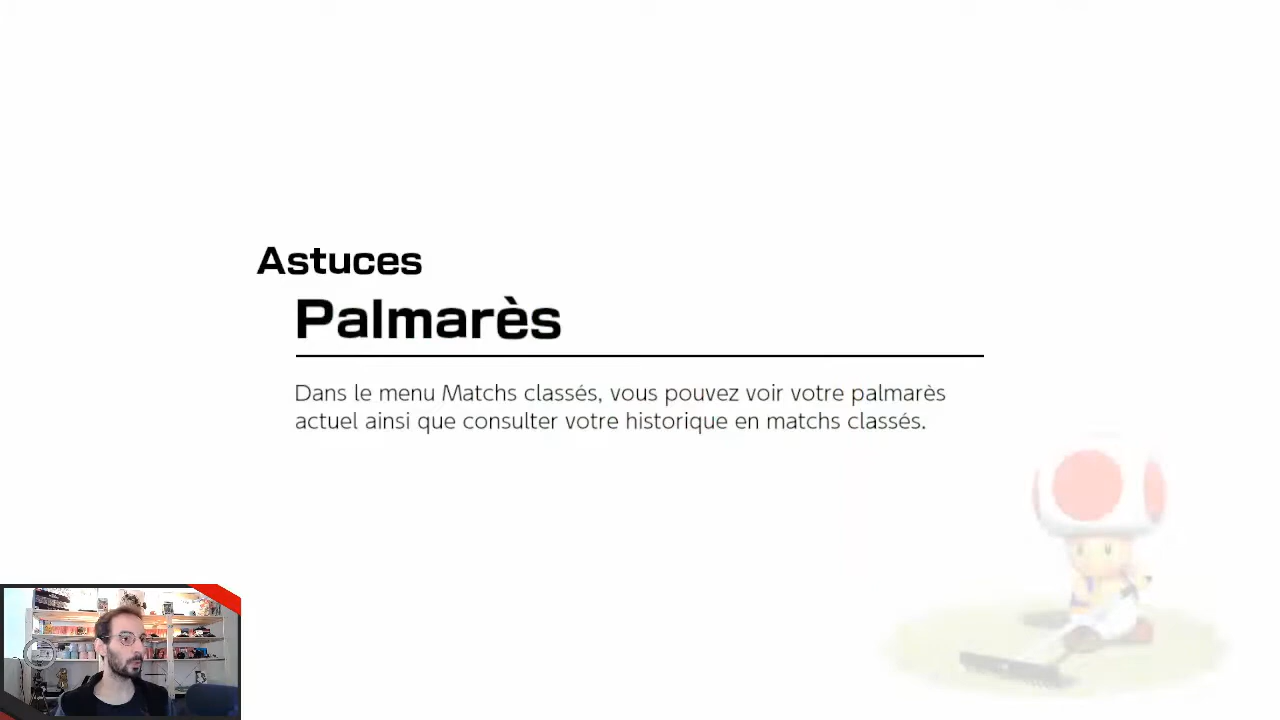 Astuces
Palmarès
Dans le menu Matchs classés, vous pouvez voir votre palmarès
actuel ainsi que consulter votre historique en matchs classés.